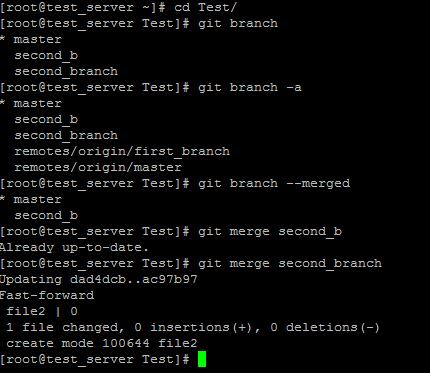 [root@test_server ~]# cd Test/
[root@test_server Test]# git branch
* master
  second_b
  second_branch
[root@test_server Test]# git branch -a
* master
  second_b
  second_branch
  remotes/origin/first_branch
  remotes/origin/master
[root@test_server Test]# git branch --merged
* master
  second_b
[root@test_server Test]# git merge second_b
Already up-to-date.
[root@test_server Test]# git merge second_branch
Updating dad4dcb..ac97b97
Fast-forward
 file2 | 0
 1 file changed, 0 insertions(+), 0 deletions(-)
 create mode 100644 file2
[root@test_server Test]#